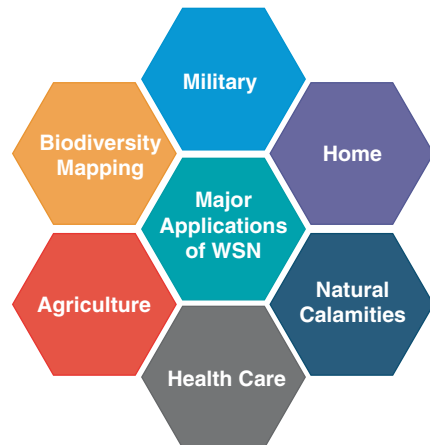 Military
Biodiversity
Mapping
Home
Major
Applications
of WSN
Agriculture
Natural
Calamities
Health Care